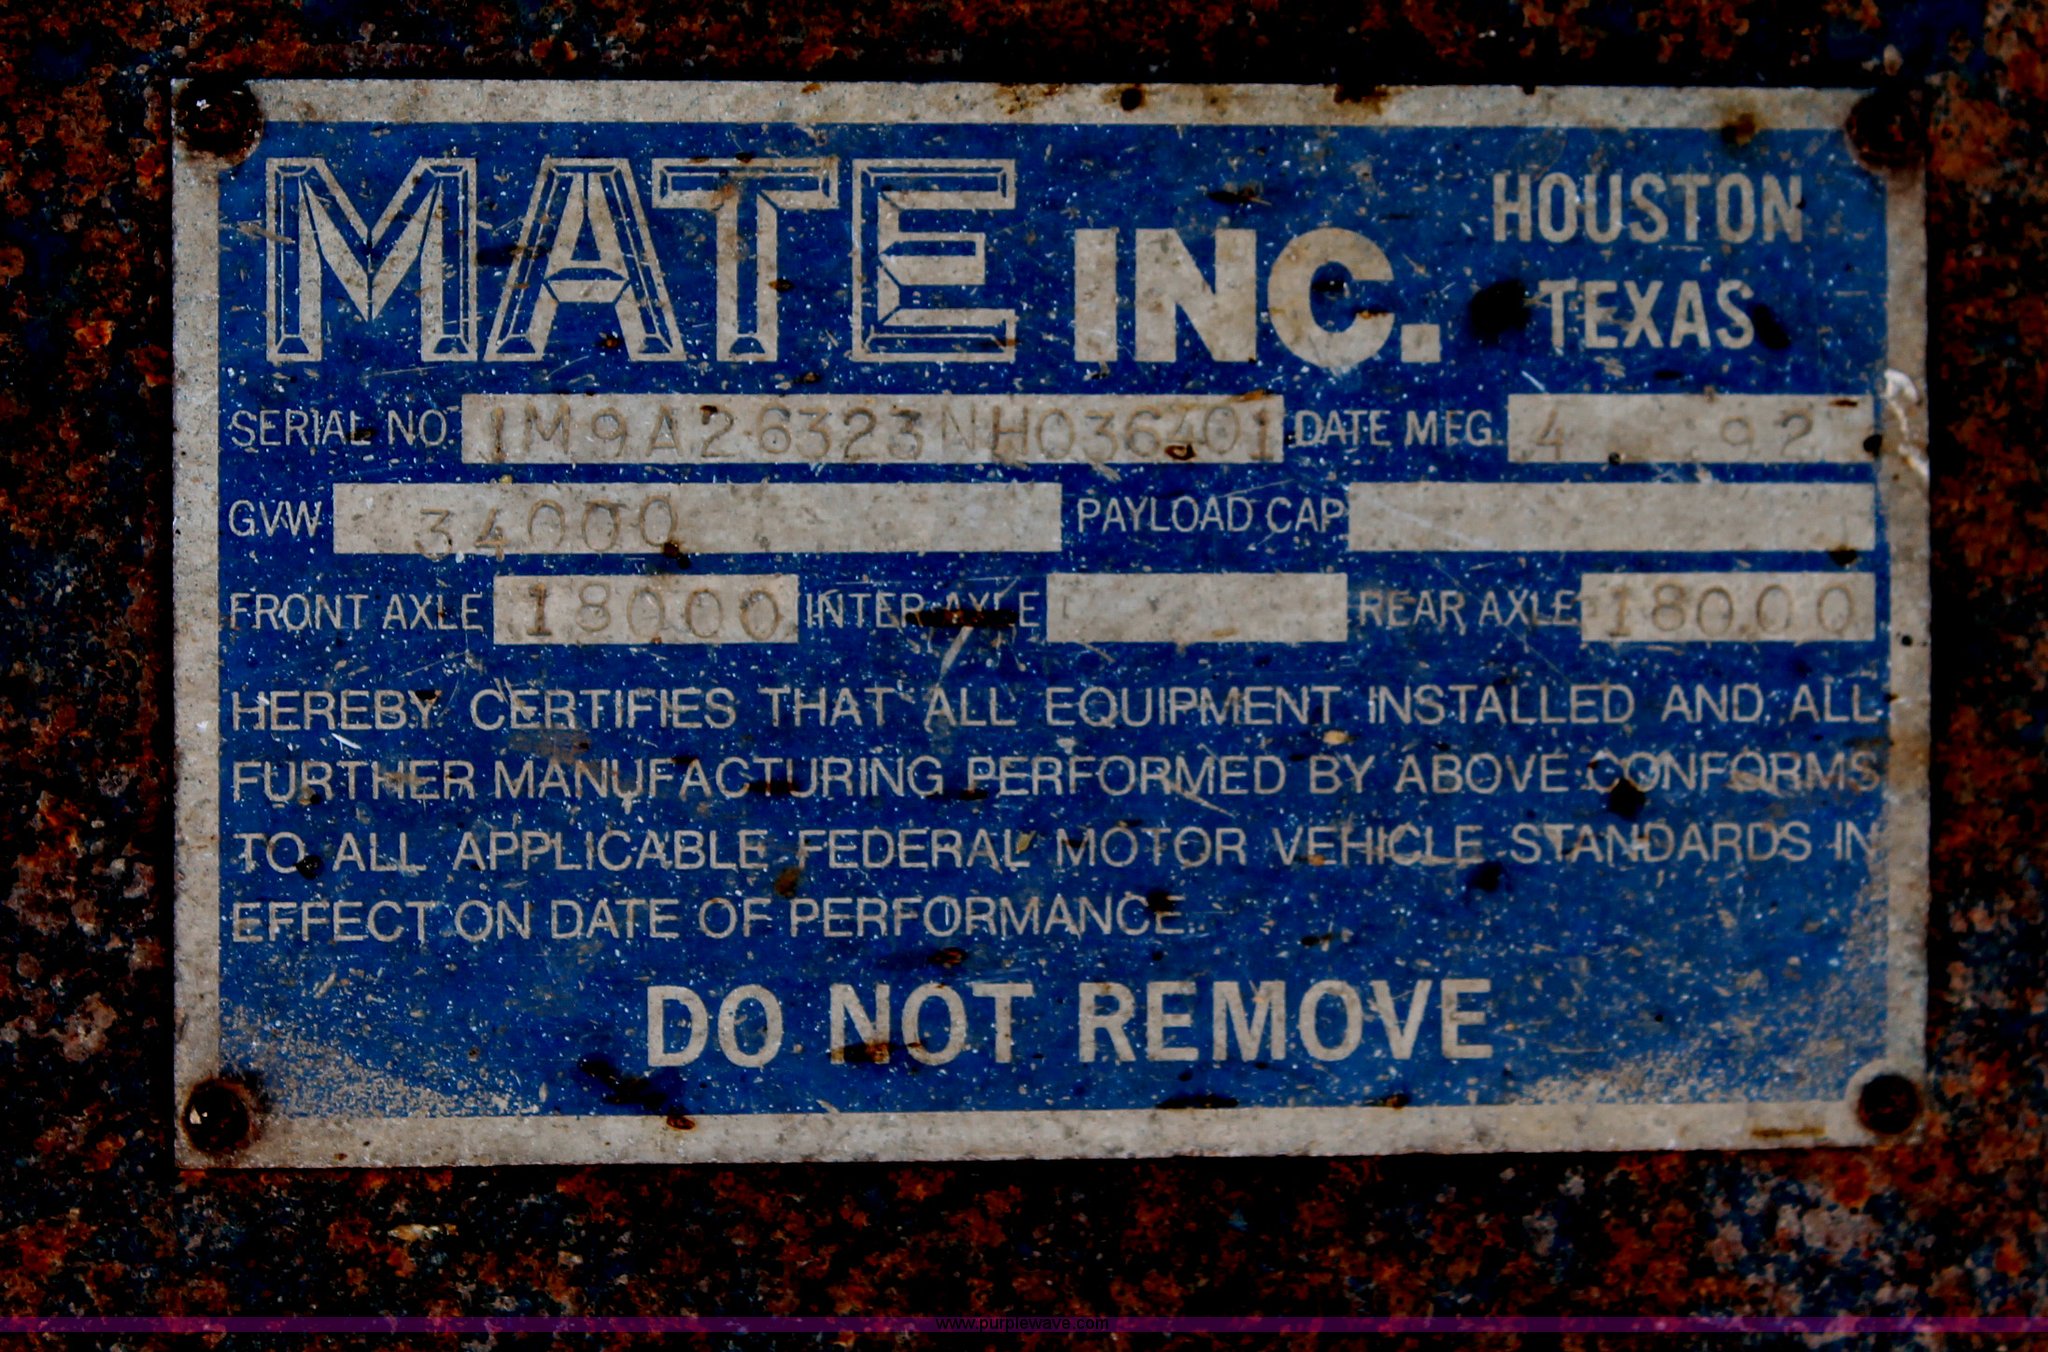 MATE INC. HOUSTON TEXAS
SERIAL NO. 1M9A26323NH036401 DATE MFG. 4 92
GVW 34000 PAYLOAD CAP
FRONT AXLE 18000 INTER AXLE REAR AXLE 18000
HEREBY CERTIFIES THAT ALL EQUIPMENT INSTALLED AND ALL
FURTHER MANUFACTURING PERFORMED BY ABOVE CONFORMS
TO ALL APPLICABLE FEDERAL MOTOR VEHICLE STANDARDS IN
EFFECT ON DATE OF PERFORMANCE.
DO NOT REMOVE
www.purplewave.com